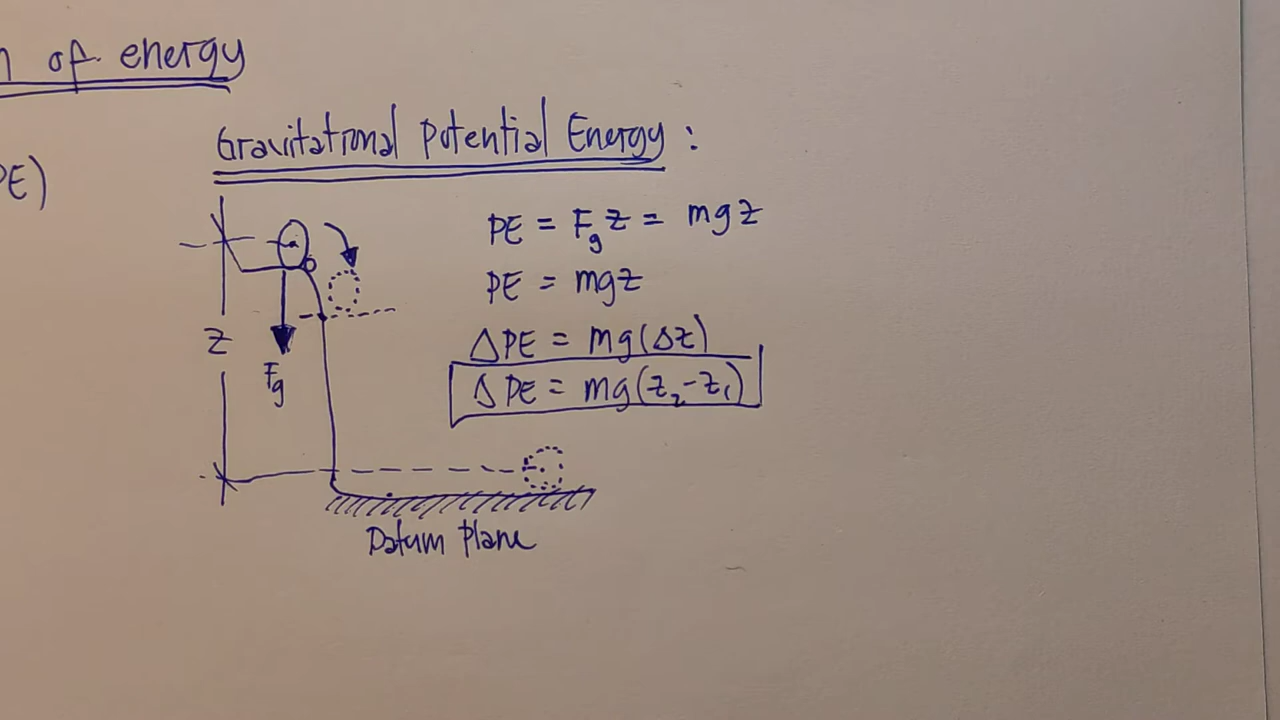 of energy
PE)
Gravitational Potential Energy :
PE = Fg z = mgz
PE = mgz
ΔPE = mg(Δz)
ΔPE = mg(z₂-z₁)
z
Fg
Datum Plane